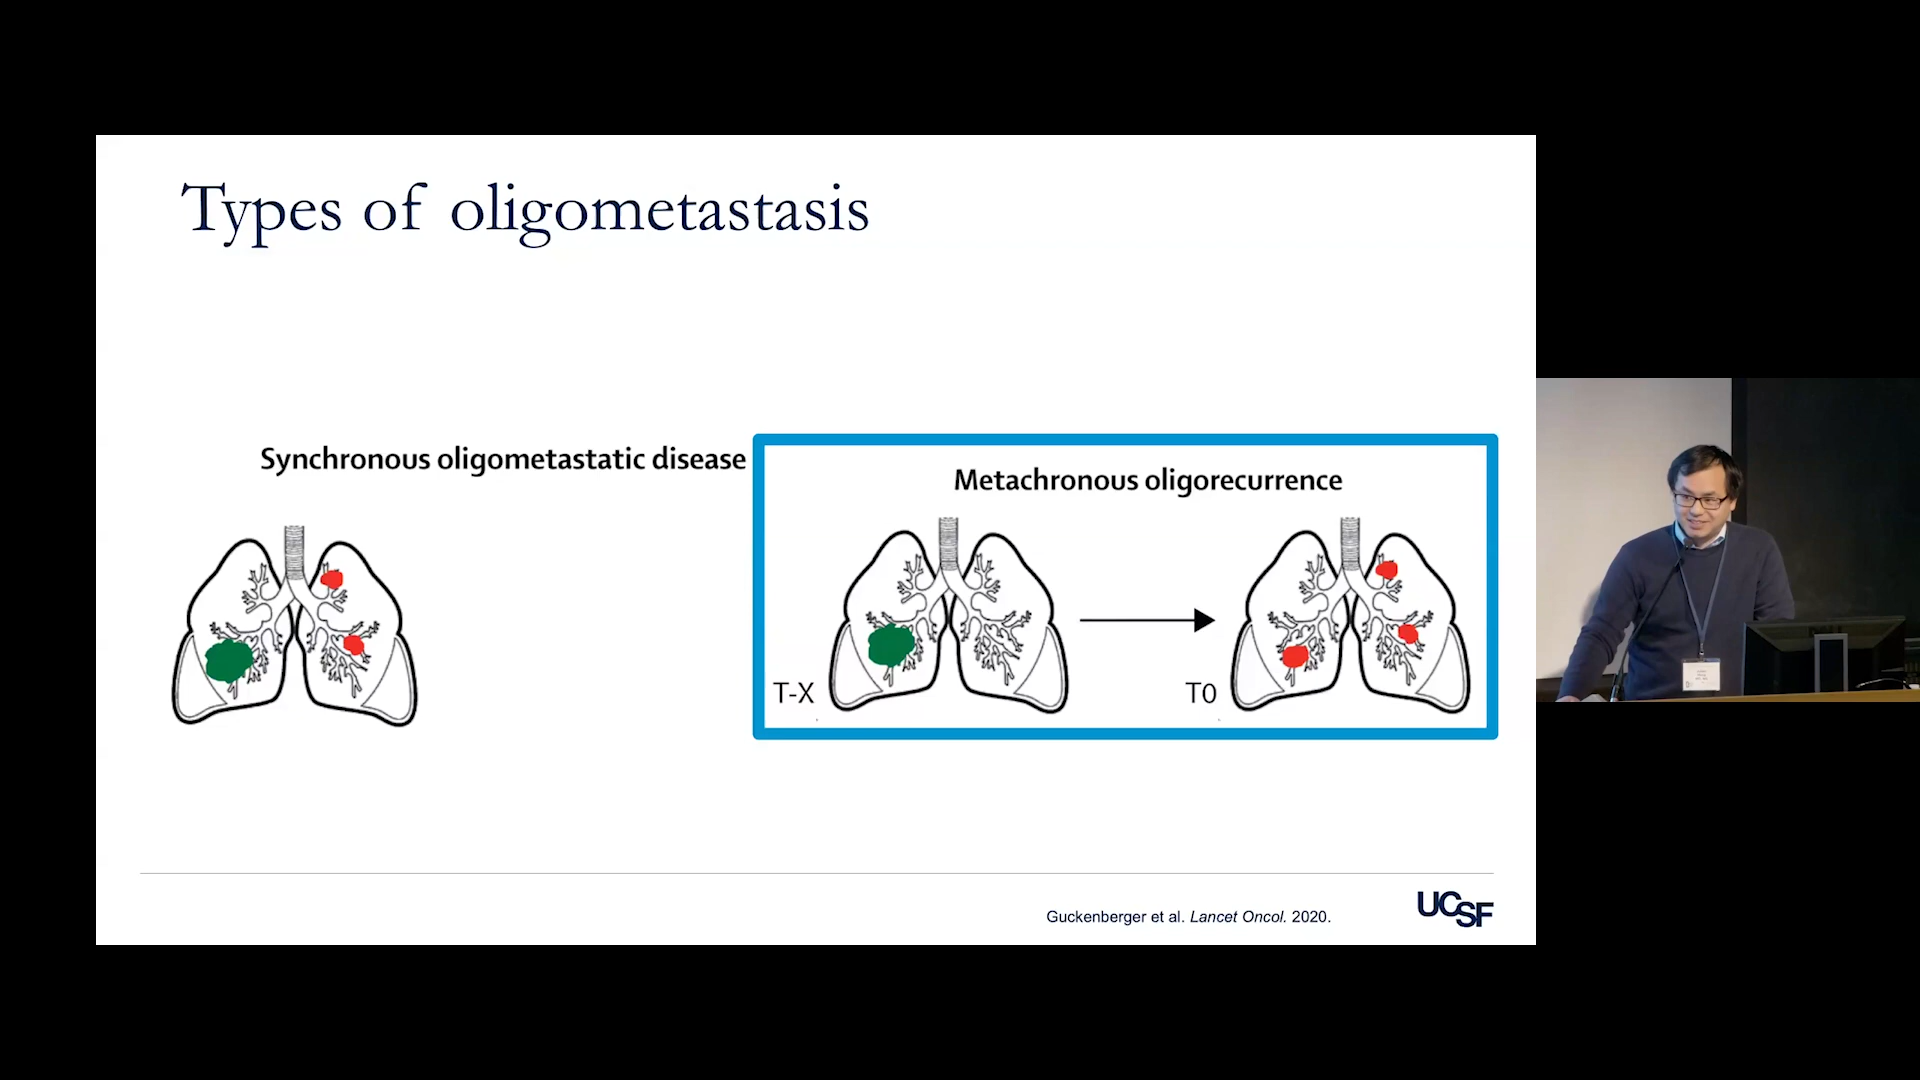 Types of oligometastasis
Synchronous oligometastatic disease
Metachronous oligorecurrence
T-X
T0
Guckenberger et al. Lancet Oncol. 2020.
UCSF